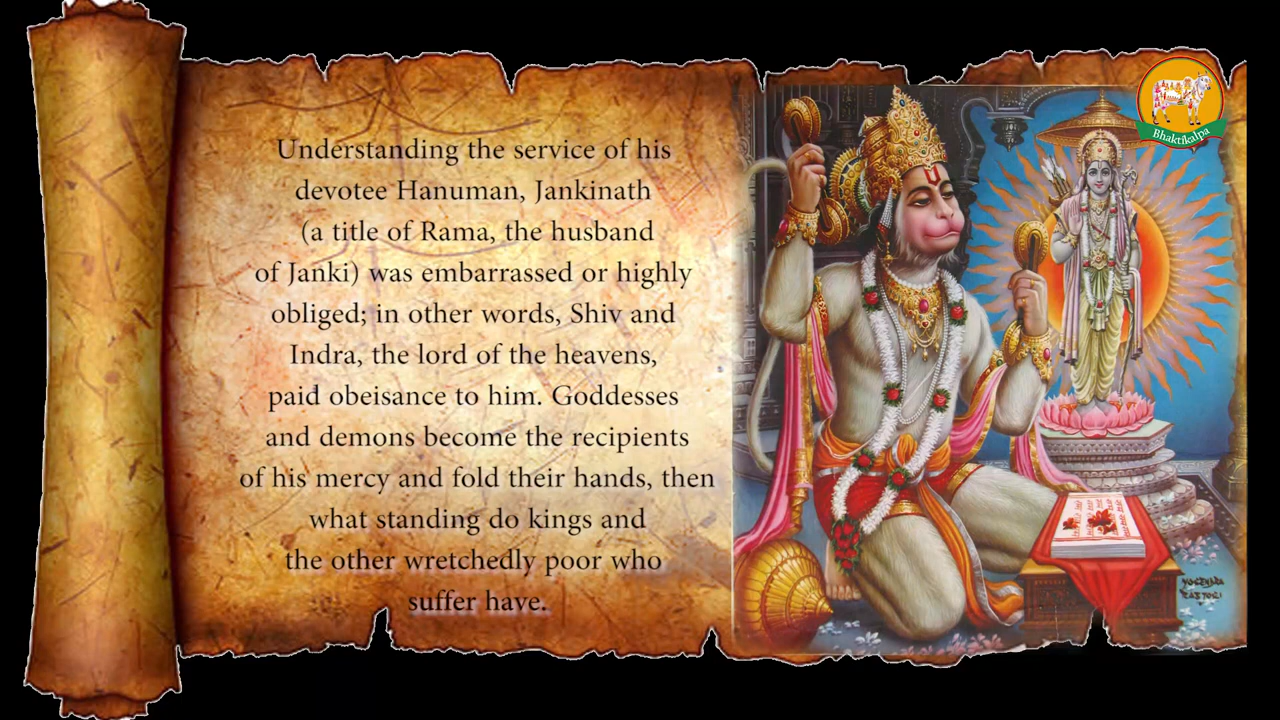 Understanding the service of his
devotee Hanuman, Jankinath
(a title of Rama, the husband
of Janki) was embarrassed or highly
obliged; in other words, Shiv and
Indra, the lord of the heavens,
paid obeisance to him. Goddesses
and demons become the recipients
of his mercy and fold their hands, then
what standing do kings and
the other wretchedly poor who
suffer have.
Bhaktikalpa
YOGENDRA
RASTOGI